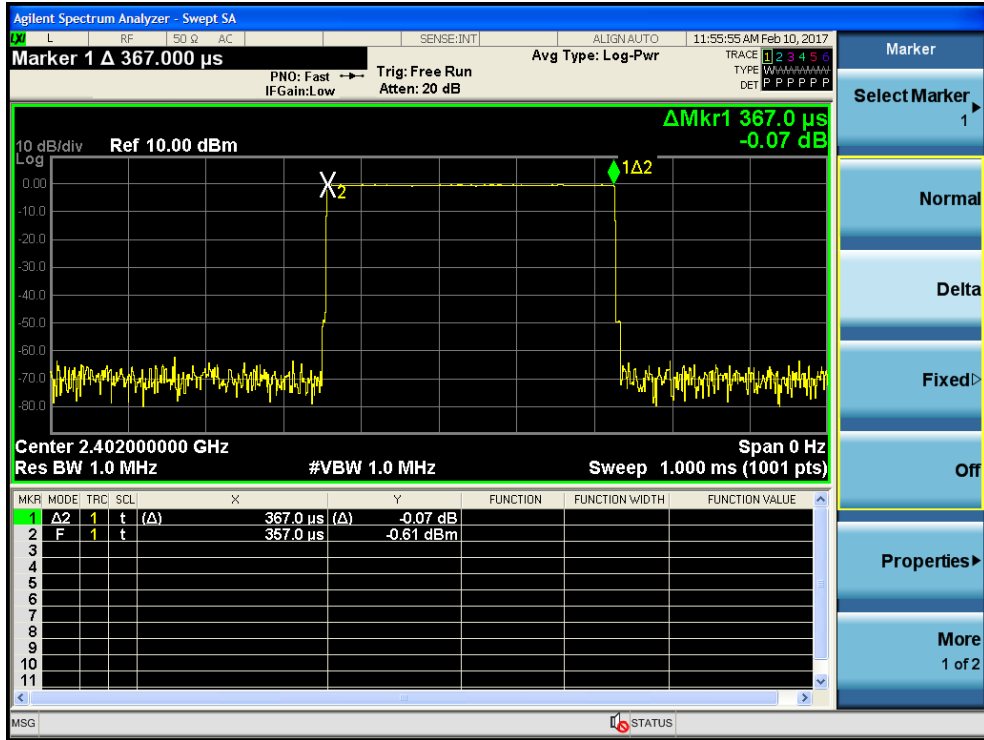 Agilent Spectrum Analyzer - Swept SA
LXI L RF 50 Ω AC SENSE:INT ALIGN AUTO 11:55:55 AM Feb 10, 2017
Marker 1 Δ 367.000 µs
PNO: Fast
IFGain:Low
Trig: Free Run
Atten: 20 dB
Avg Type: Log-Pwr
TRACE 1 2 3 4 5 6
TYPE
DET P P P P P P
ΔMkr1 367.0 µs
-0.07 dB
10 dB/div Ref 10.00 dBm
Log
0.00
-10.0
-20.0
-30.0
-40.0
-50.0
-60.0
-70.0
-80.0
X2
1Δ2
Center 2.402000000 GHz Span 0 Hz
Res BW 1.0 MHz #VBW 1.0 MHz Sweep 1.000 ms (1001 pts)
MKR MODE TRC SCL X Y FUNCTION FUNCTION WIDTH FUNCTION VALUE
1 Δ2 1 t (Δ) 367.0 µs (Δ) -0.07 dB
2 F 1 t 357.0 µs -0.61 dBm
3
4
5
6
7
8
9
10
11
MSG STATUS
Marker
Select Marker
1
Normal
Delta
Fixed
Off
Properties
More
1 of 2